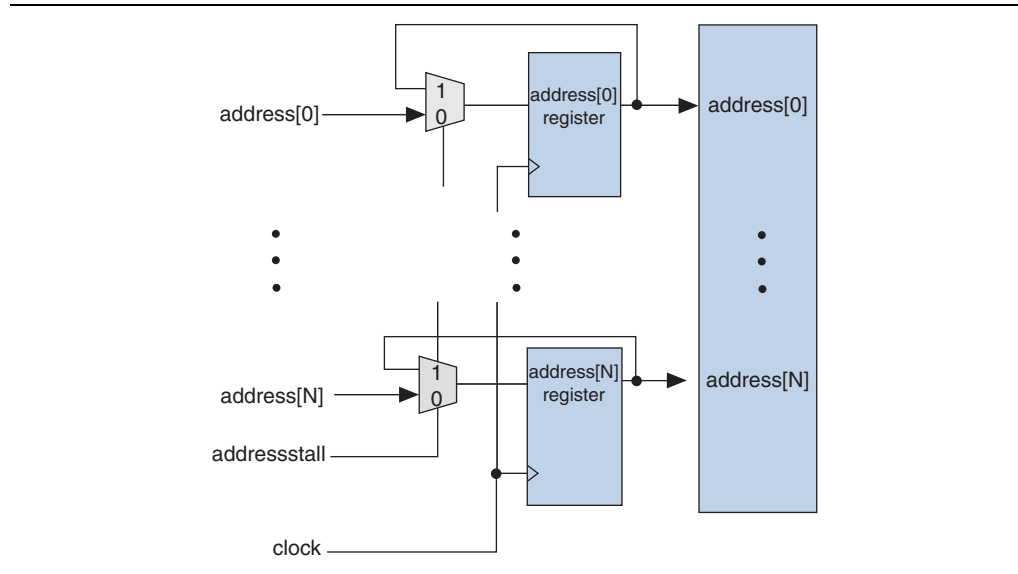 address[0]
1
0
address[0]
register
address[0]
address[N]
1
0
address[N]
register
address[N]
addressstall
clock